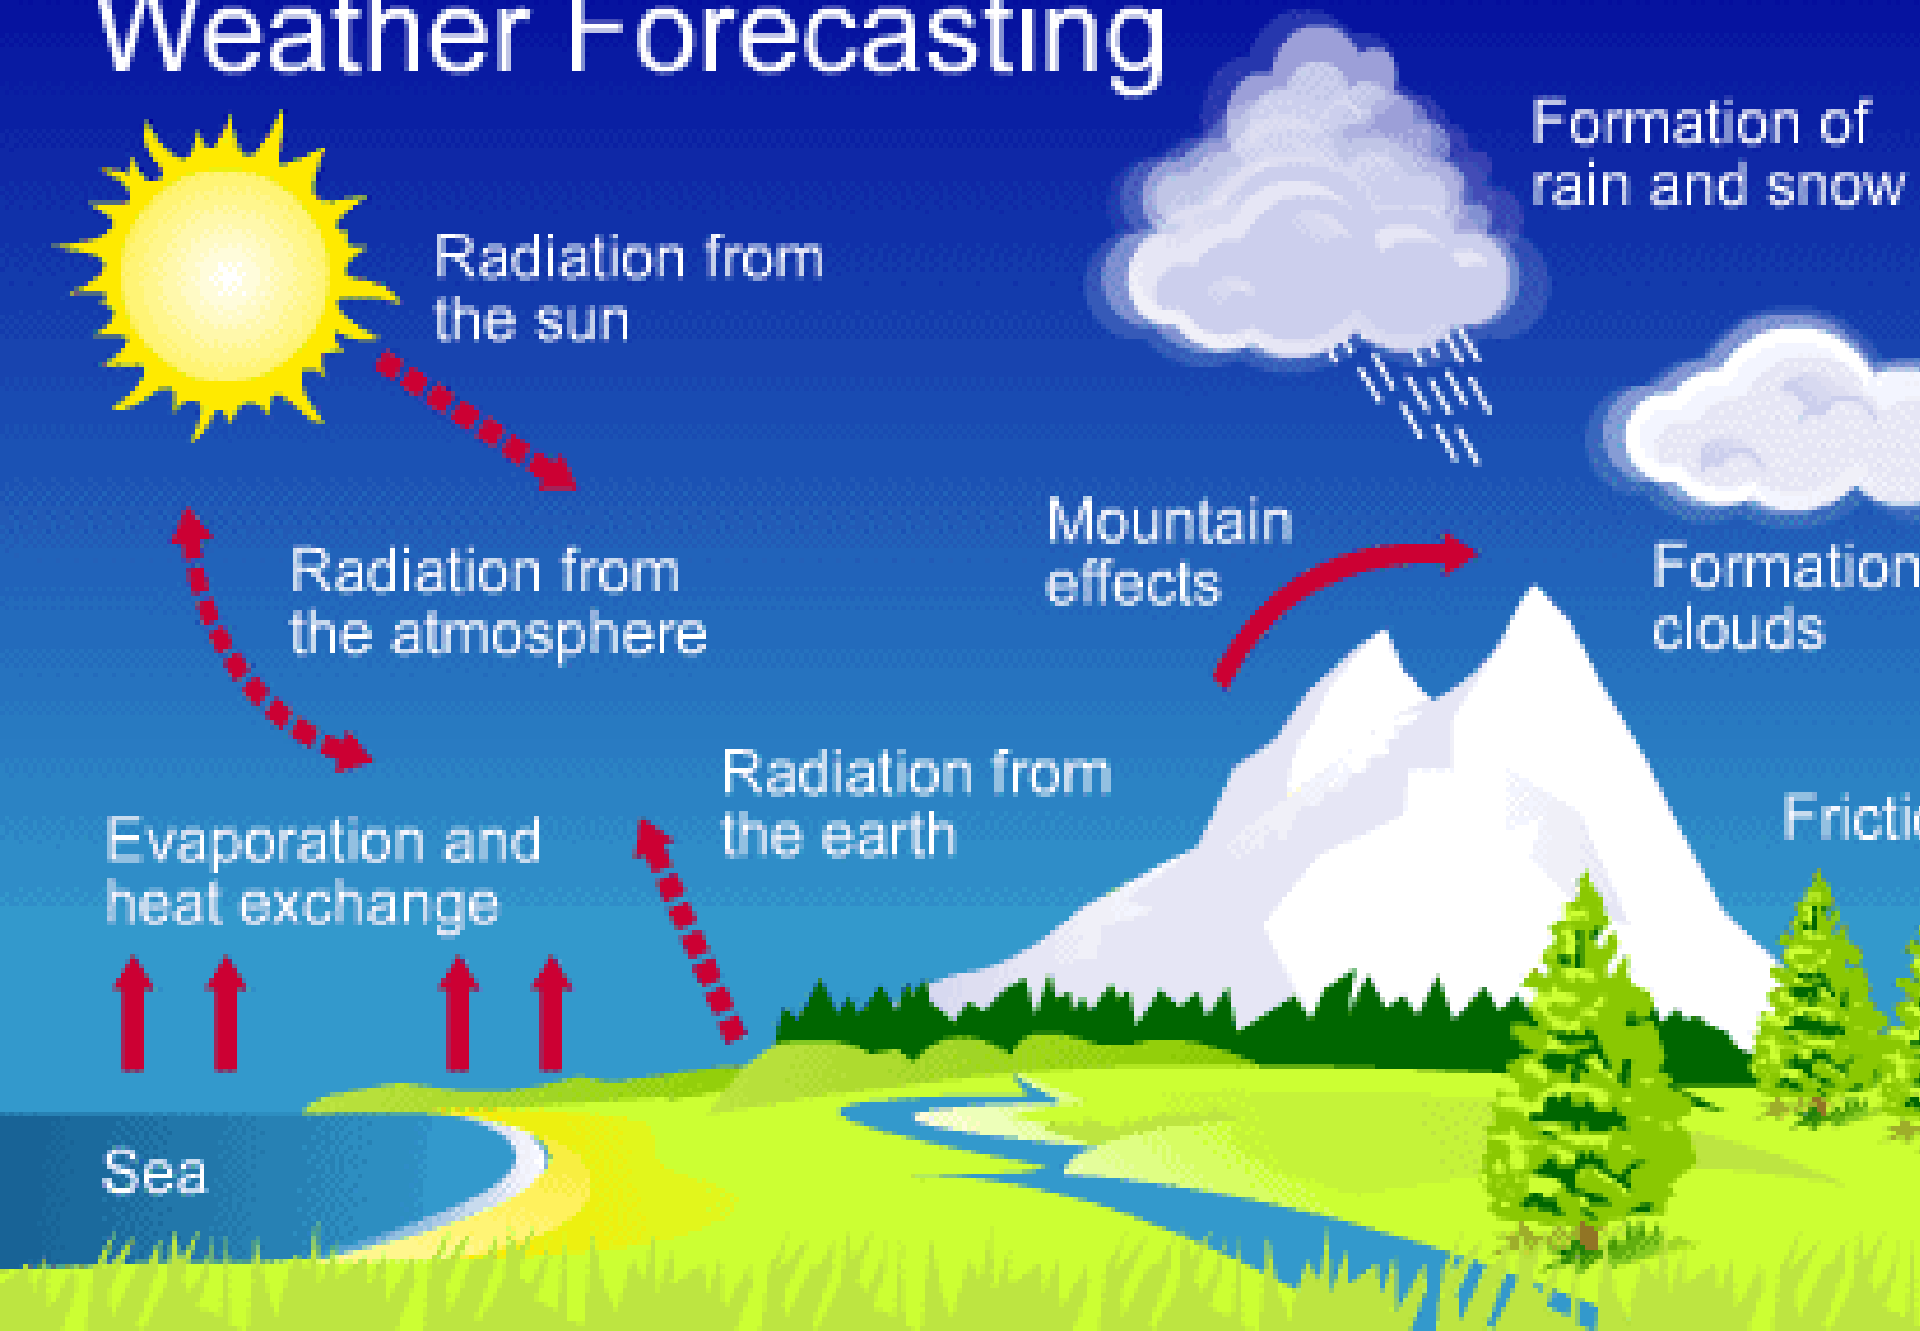 Weather Forecasting
Formation of
rain and snow
Radiation from
the sun
Mountain
effects
Formation
clouds
Radiation from
the atmosphere
Radiation from
the earth
Evaporation and
heat exchange
Sea